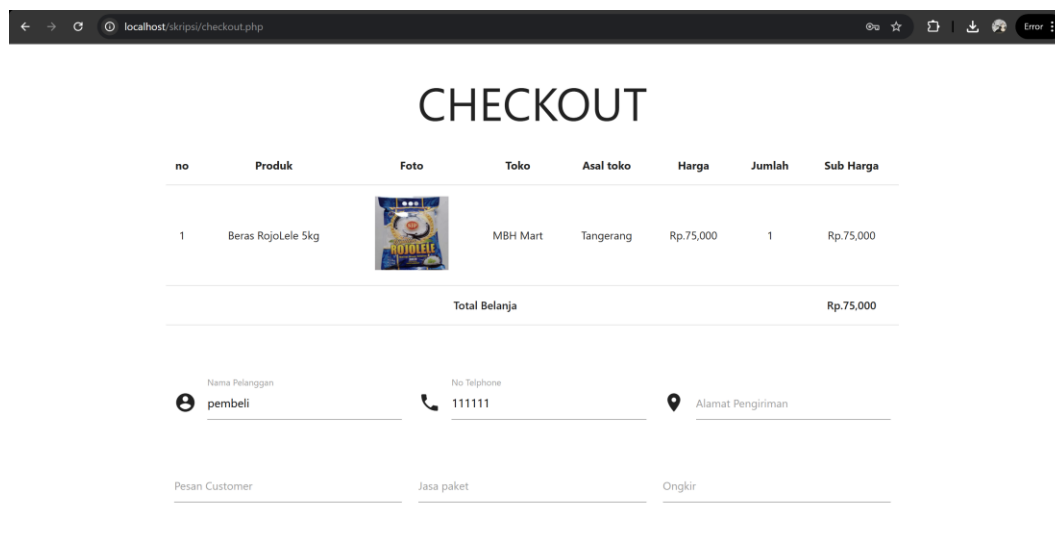 localhost/skripsi/checkout.php
Error
CHECKOUT
no Produk Foto Toko Asal toko Harga Jumlah Sub Harga
1 Beras RojoLele 5kg ROJOLELE MBH Mart Tangerang Rp.75,000 1 Rp.75,000
Total Belanja Rp.75,000
Nama Pelanggan No Telphone
pembeli 111111 Alamat Pengiriman
Pesan Customer Jasa paket Ongkir